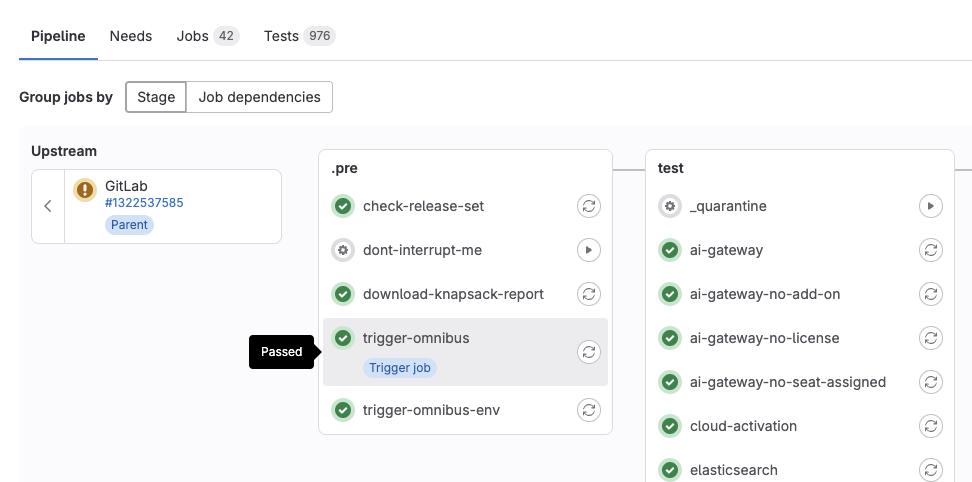 Pipeline
Needs
Jobs 42
Tests 976
Group jobs by
Stage
Job dependencies
Upstream
GitLab
#1322537585
Parent
.pre
check-release-set
dont-interrupt-me
download-knapsack-report
trigger-omnibus
Passed
Trigger job
trigger-omnibus-env
test
_quarantine
ai-gateway
ai-gateway-no-add-on
ai-gateway-no-license
ai-gateway-no-seat-assigned
cloud-activation
elasticsearch